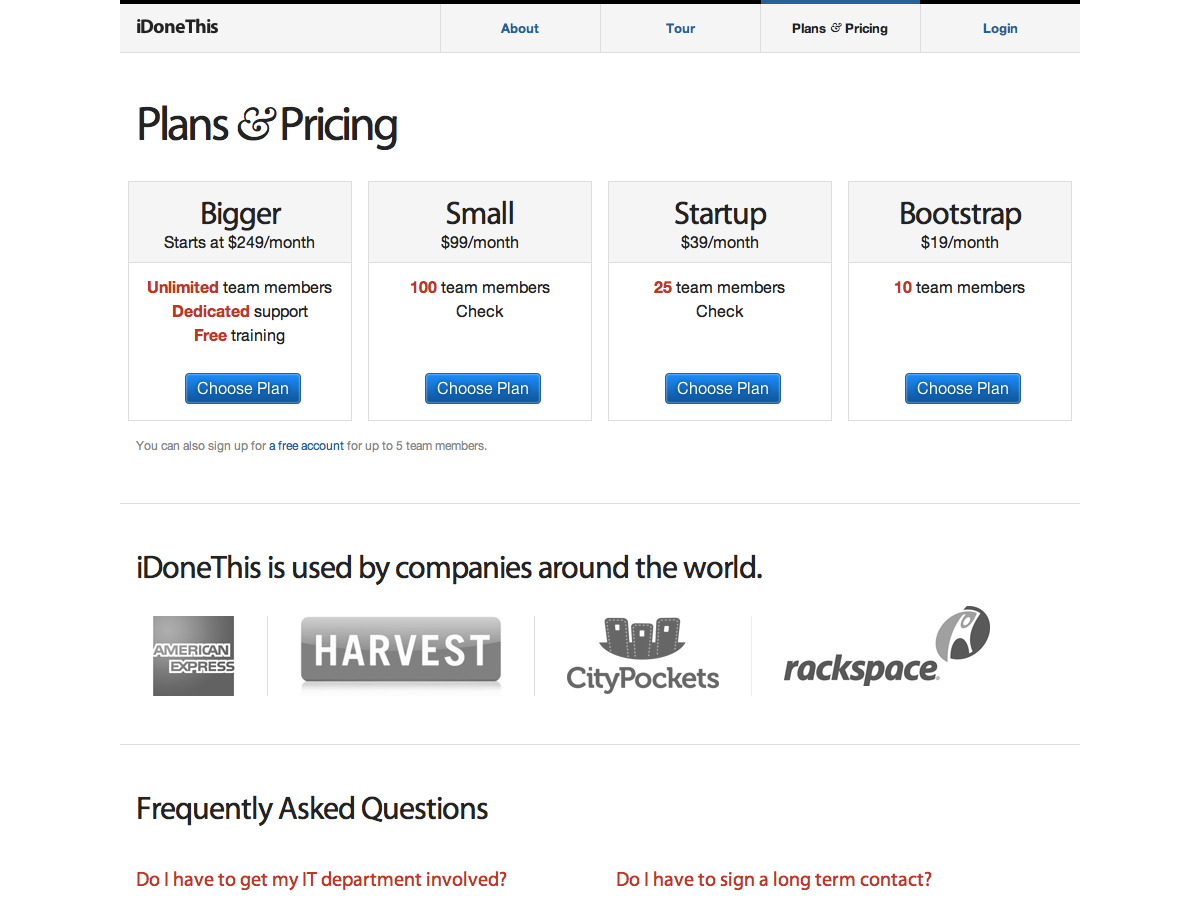 iDoneThis
About
Tour
Plans & Pricing
Login
Plans & Pricing
Bigger
Starts at $249/month
Unlimited team members
Dedicated support
Free training
Choose Plan
Small
$99/month
100 team members
Check
Choose Plan
Startup
$39/month
25 team members
Check
Choose Plan
Bootstrap
$19/month
10 team members
Choose Plan
You can also sign up for a free account for up to 5 team members.
iDoneThis is used by companies around the world.
AMERICAN
EXPRESS
HARVEST
CityPockets
rackspace
Frequently Asked Questions
Do I have to get my IT department involved?
Do I have to sign a long term contact?